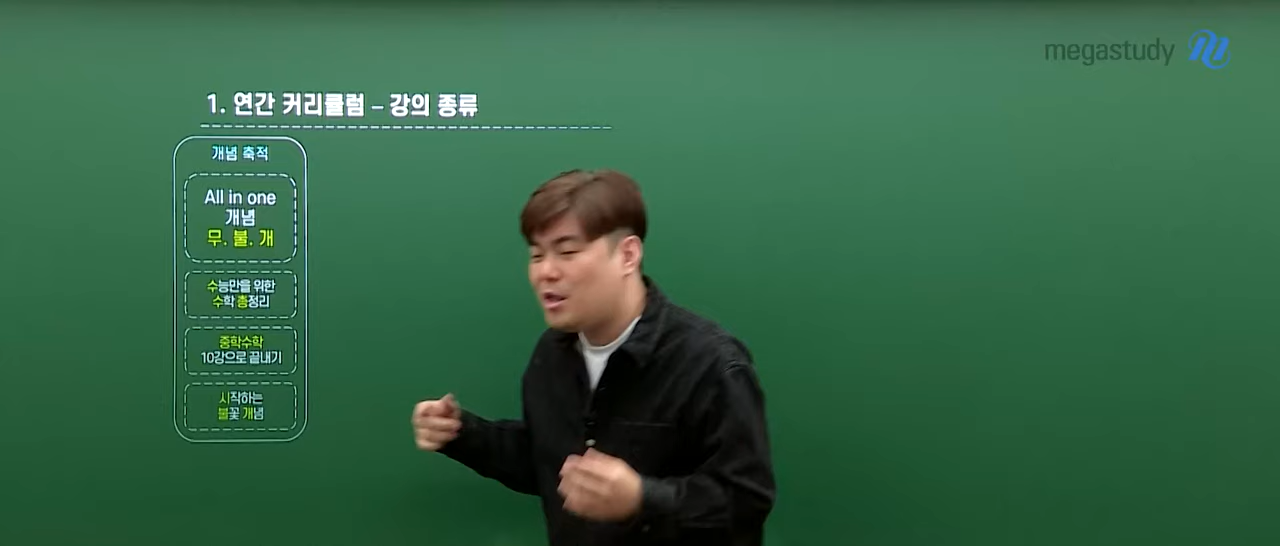 megastudy
1. 연간 커리큘럼 – 강의 종류
개념 축적
All in one
개념
무. 불. 개
수능만을 위한
수학 총정리
중학수학
10강으로 끝내기
시작하는
불꽃 개념